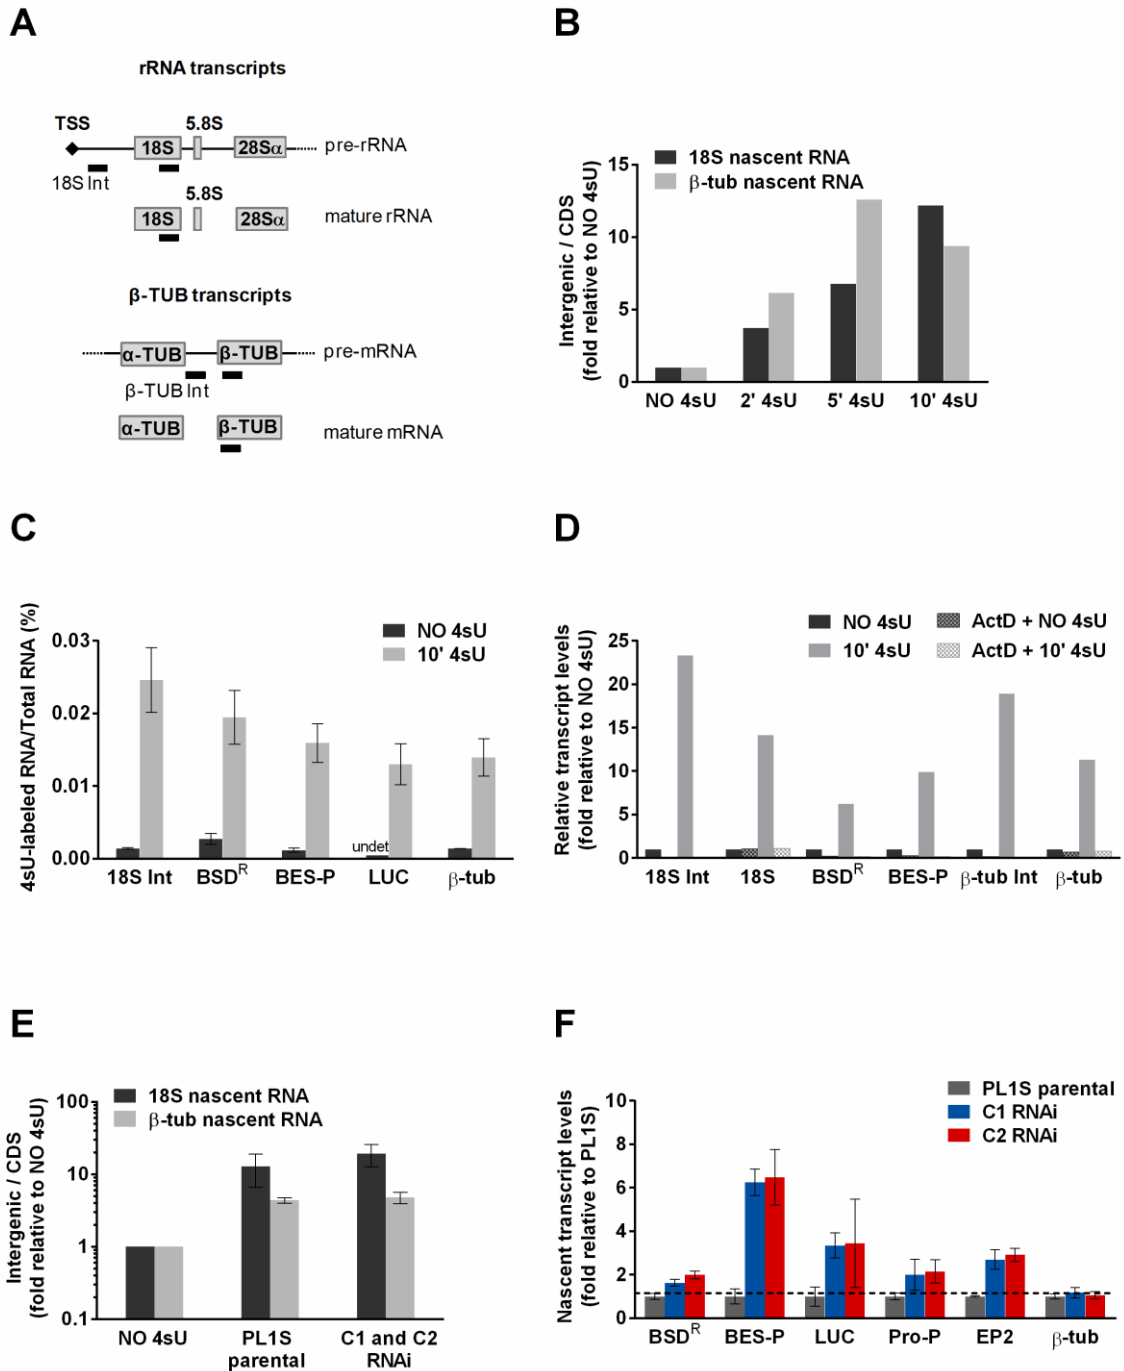 A
rRNA transcripts
TSS
5.8S
18S
28Sα
pre-rRNA
18S Int
5.8S
18S
28Sα
mature rRNA
β-TUB transcripts
α-TUB
β-TUB
pre-mRNA
β-TUB Int
α-TUB
β-TUB
mature mRNA
B
18S nascent RNA
β-tub nascent RNA
Intergenic / CDS
(fold relative to NO 4sU)
15
10
5
0
NO 4sU 2' 4sU 5' 4sU 10' 4sU
C
NO 4sU
10' 4sU
4sU-labeled RNA/Total RNA (%)
0.03
0.02
0.01
0.00
undet
18S Int BSDᴿ BES-P LUC β-tub
D
NO 4sU ActD + NO 4sU
10' 4sU ActD + 10' 4sU
Relative transcript levels
(fold relative to NO 4sU)
25
20
15
10
5
0
18S Int 18S BSDᴿ BES-P β-tub Int β-tub
E
18S nascent RNA
β-tub nascent RNA
Intergenic / CDS
(fold relative to NO 4sU)
100
10
1
0.1
NO 4sU PL1S C1 and C2
parental RNAi
F
PL1S parental
C1 RNAi
C2 RNAi
Nascent transcript levels
(fold relative to PL1S)
10
8
6
4
2
0
BSDᴿ BES-P LUC Pro-P EP2 β-tub